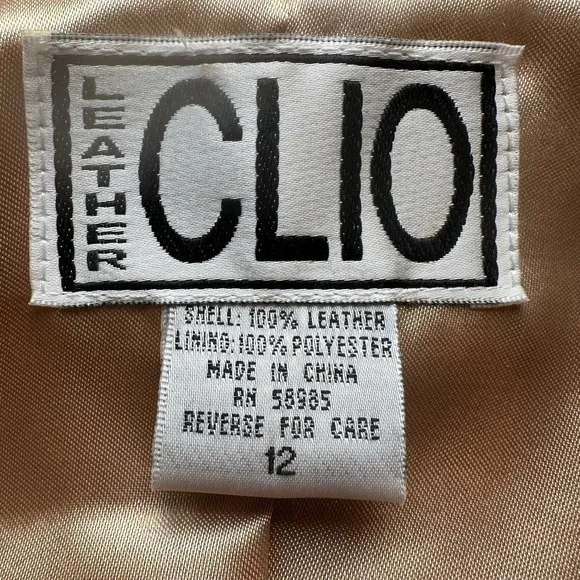 LEATHER
CLIO
SHELL: 100% LEATHER
LINING: 100% POLYESTER
MADE IN CHINA
RN 58985
REVERSE FOR CARE
12